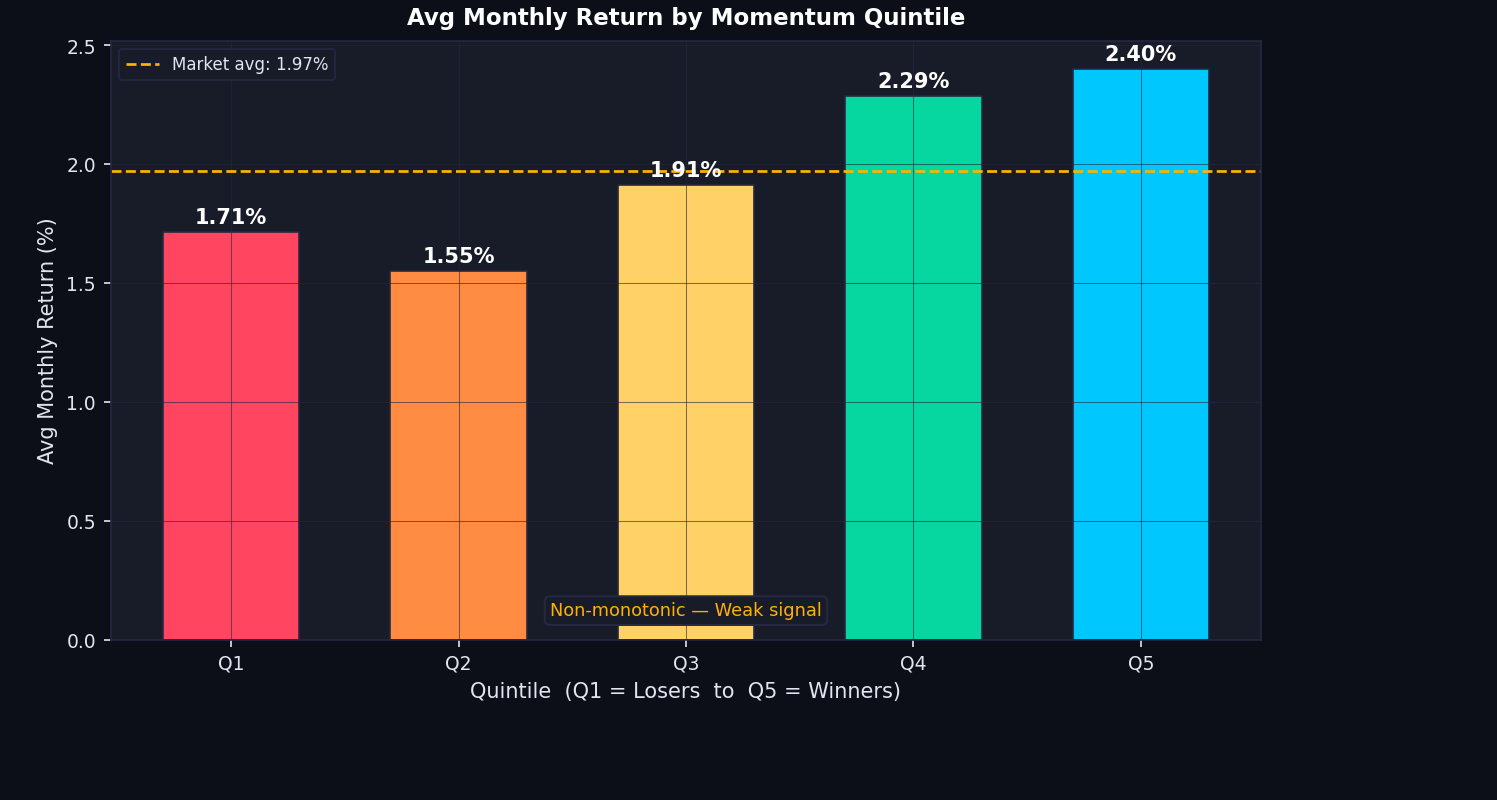 Avg Monthly Return by Momentum Quintile
Market avg: 1.97%
Avg Monthly Return (%)
2.5
2.0
1.5
1.0
0.5
0.0
1.71%
1.55%
1.91%
2.29%
2.40%
Non-monotonic — Weak signal
Q1 Q2 Q3 Q4 Q5
Quintile  (Q1 = Losers  to  Q5 = Winners)